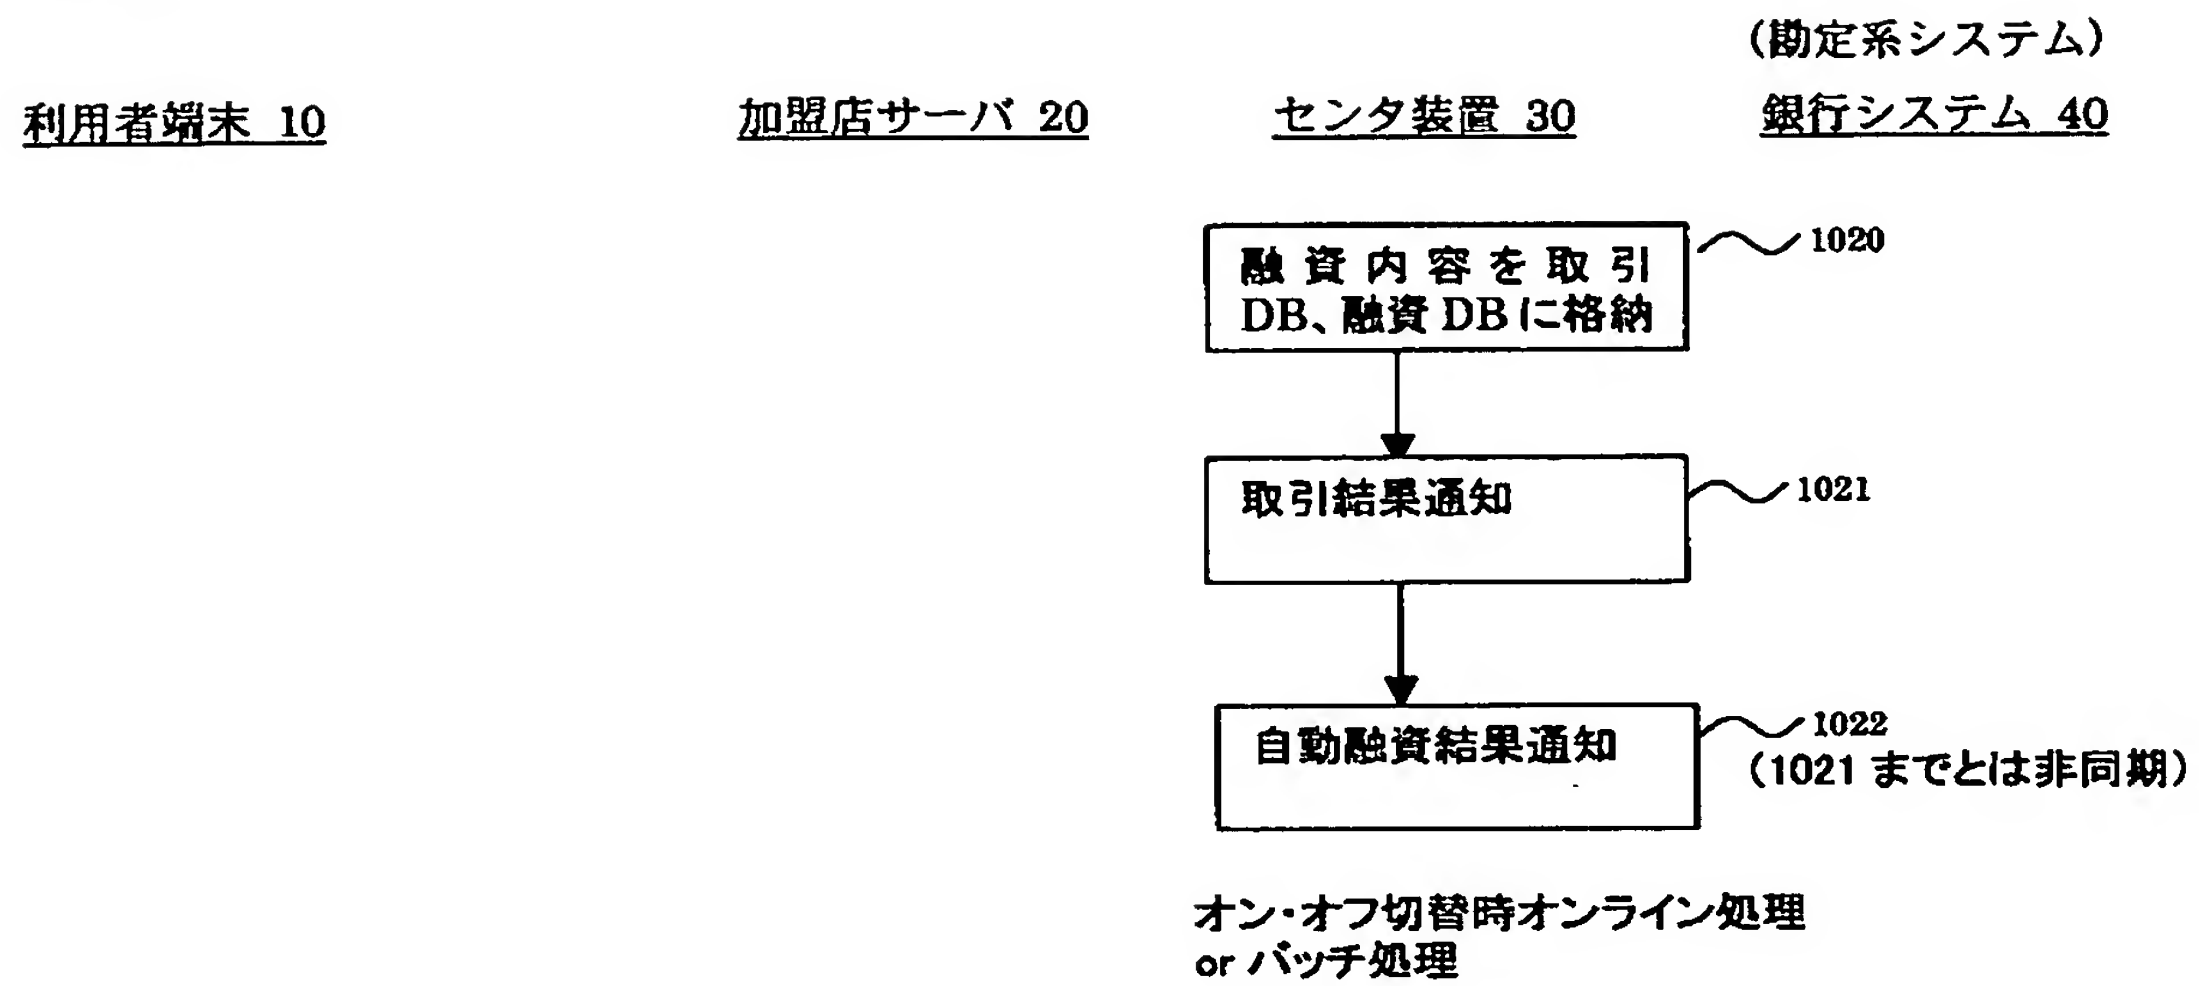 (勘定系システム)
利用者端末 10
加盟店サーバ 20
センタ装置 30
銀行システム 40
融資内容を取引
DB、融資DBに格納
1020
取引結果通知
1021
自動融資結果通知
1022
(1021までとは非同期)
オン・オフ切替時オンライン処理
or バッチ処理